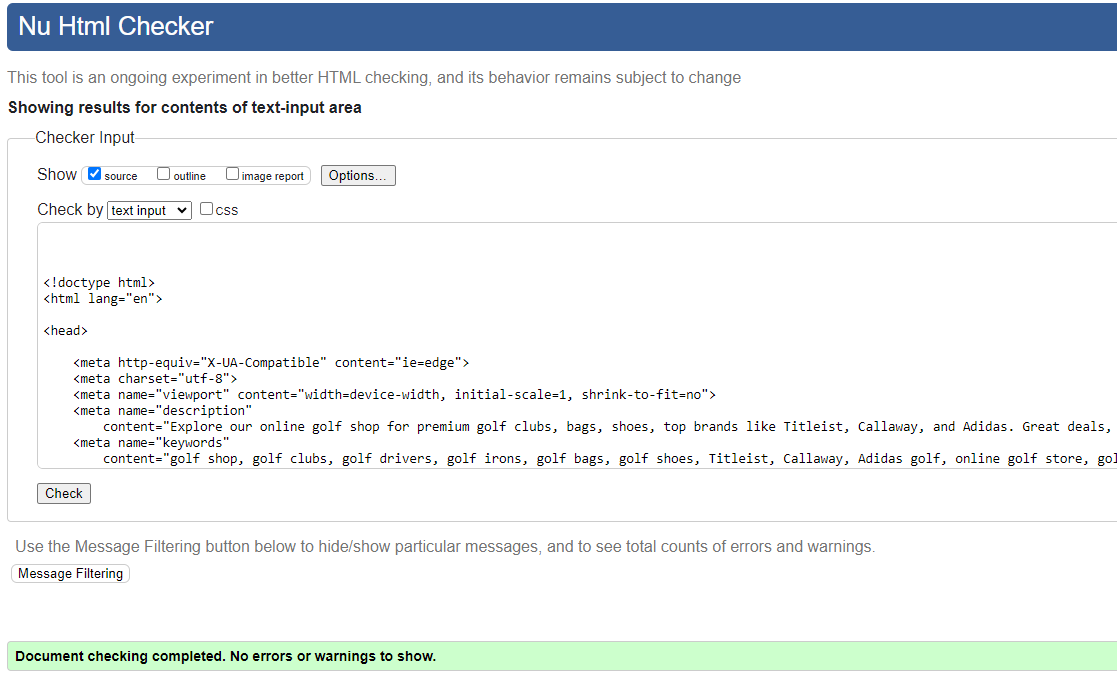 Nu Html Checker
This tool is an ongoing experiment in better HTML checking, and its behavior remains subject to change
Showing results for contents of text-input area
Checker Input
Show source outline image report Options...
Check by text input css
<!doctype html>
<html lang="en">
<head>
<meta http-equiv="X-UA-Compatible" content="ie=edge">
<meta charset="utf-8">
<meta name="viewport" content="width=device-width, initial-scale=1, shrink-to-fit=no">
<meta name="description"
content="Explore our online golf shop for premium golf clubs, bags, shoes, top brands like Titleist, Callaway, and Adidas. Great deals,
<meta name="keywords"
content="golf shop, golf clubs, golf drivers, golf irons, golf bags, golf shoes, Titleist, Callaway, Adidas golf, online golf store,
Check
Use the Message Filtering button below to hide/show particular messages, and to see total counts of errors and warnings.
Message Filtering
Document checking completed. No errors or warnings to show.